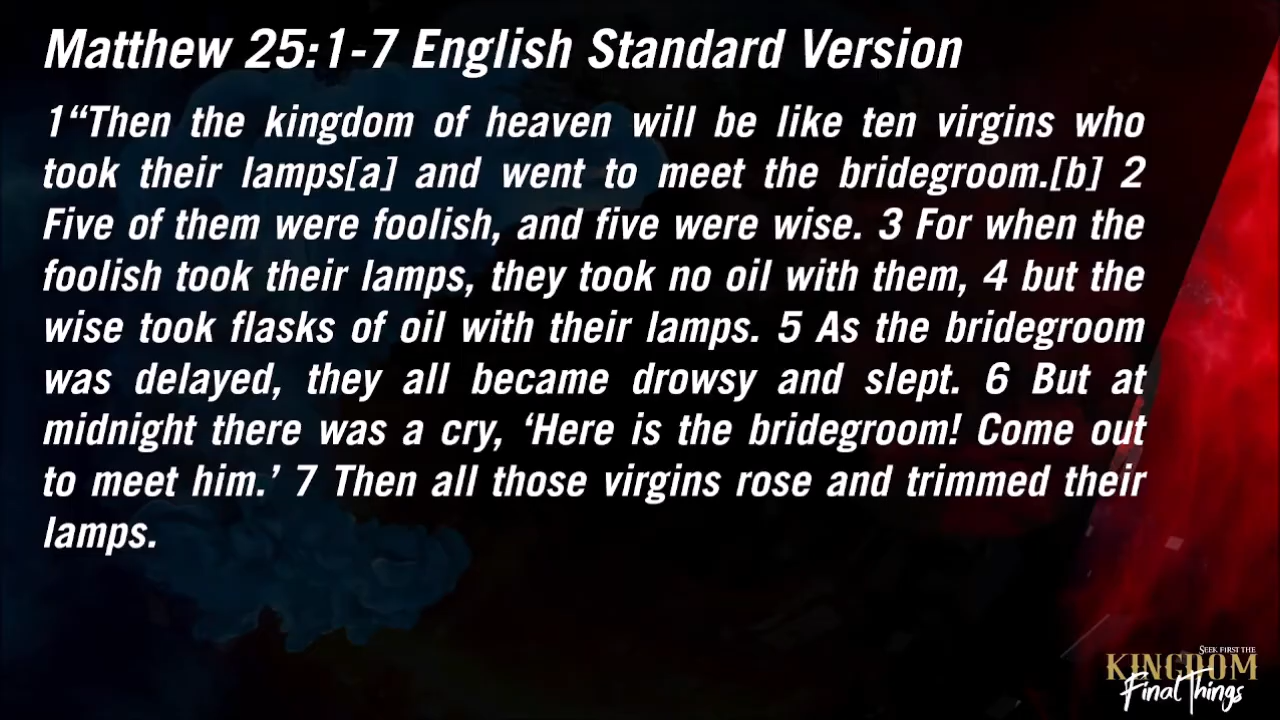 Matthew 25:1-7 English Standard Version
1“Then the kingdom of heaven will be like ten virgins who
took their lamps[a] and went to meet the bridegroom.[b] 2
Five of them were foolish, and five were wise. 3 For when the
foolish took their lamps, they took no oil with them, 4 but the
wise took flasks of oil with their lamps. 5 As the bridegroom
was delayed, they all became drowsy and slept. 6 But at
midnight there was a cry, ‘Here is the bridegroom! Come out
to meet him.’ 7 Then all those virgins rose and trimmed their
lamps.
SEEK FIRST THE
KINGDOM
Final Things